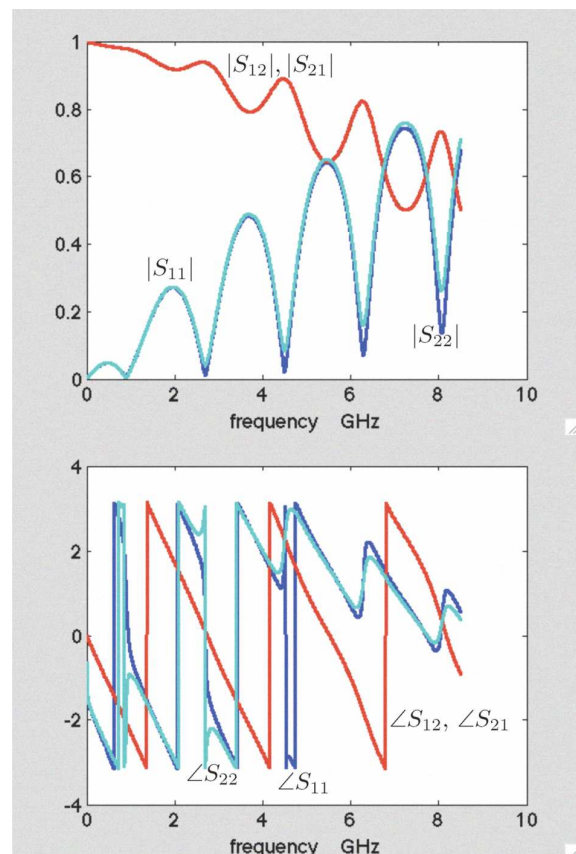 1
0.8
0.6
0.4
0.2
0
|S₁₂|, |S₂₁|
|S₁₁|
|S₂₂|
0 2 4 6 8 10
frequency GHz
4
2
0
-2
-4
∠S₁₂, ∠S₂₁
∠S₂₂
∠S₁₁
0 2 4 6 8 10
frequency GHz